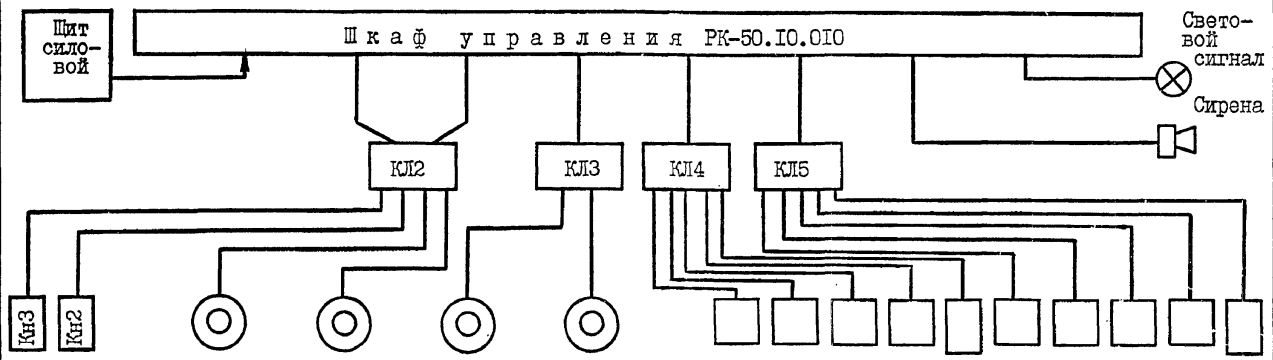 Щит
сило-
вой
Шкаф управления РК-50.10.010
Свето-
вой
сигнал
Сирена
КЛ2
КЛ3
КЛ4
КЛ5
Кн3
Кн2